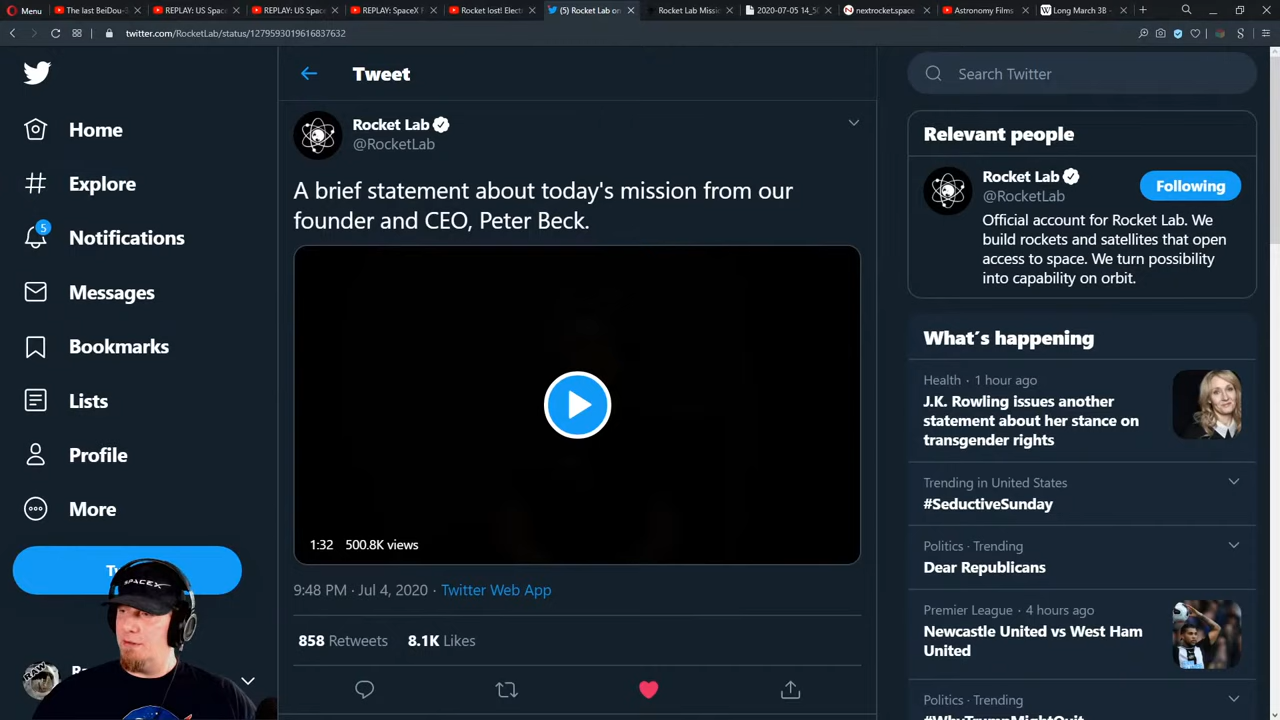 Menu
The last BeiDou-
REPLAY: US Space
REPLAY: US Space
REPLAY: SpaceX F
Rocket lost! Electr
(5) Rocket Lab on
Rocket Lab Missi
2020-07-05 14_5
nextrocket.space
Astronomy Films
Long March 3B -
twitter.com/RocketLab/status/1279593019616837632
Home
Explore
5
Notifications
Messages
Bookmarks
Lists
Profile
More
SPACEX
Tweet
Rocket Lab
@RocketLab
A brief statement about today's mission from our
founder and CEO, Peter Beck.
1:32 500.8K views
9:48 PM · Jul 4, 2020 · Twitter Web App
858 Retweets 8.1K Likes
Search Twitter
Relevant people
Rocket Lab
@RocketLab
Following
Official account for Rocket Lab. We
build rockets and satellites that open
access to space. We turn possibility
into capability on orbit.
What's happening
Health · 1 hour ago
J.K. Rowling issues another
statement about her stance on
transgender rights
Trending in United States
#SeductiveSunday
Politics · Trending
Dear Republicans
Premier League · 4 hours ago
Newcastle United vs West Ham
United
Politics · Trending
#WhyTrumpMightQuit